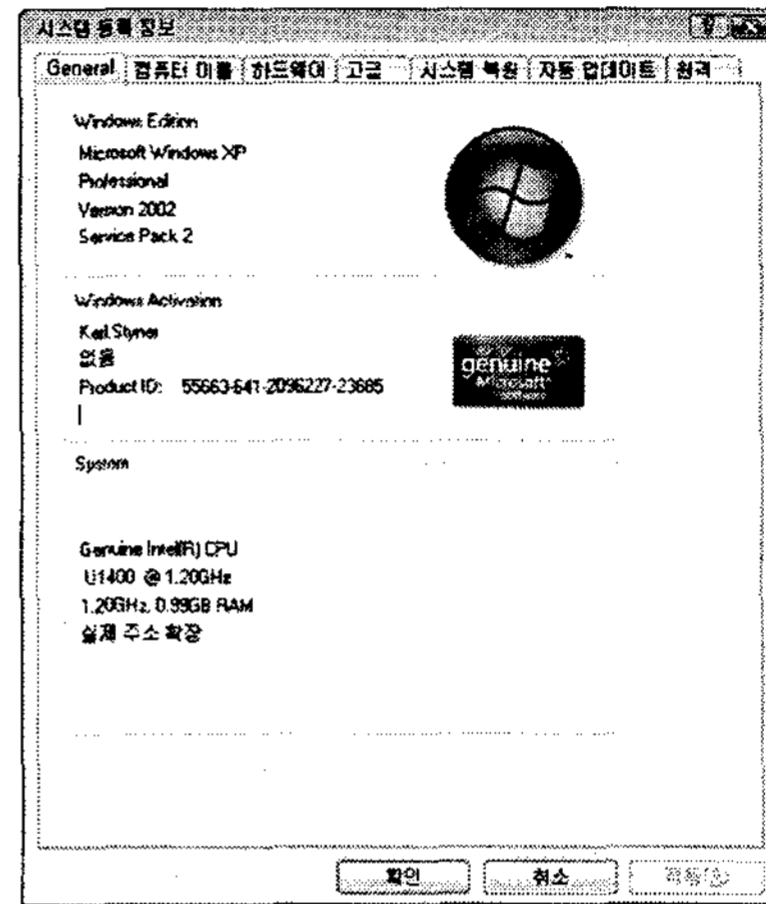 시스템 등록 정보
General 컴퓨터 이름 하드웨어 고급 시스템 복원 자동 업데이트 원격
Windows Edition
Microsoft Windows XP
Professional
Version 2002
Service Pack 2
Windows Activation
Karl Styner
없음
Product ID: 55663-641-2096227-23685
genuine
Microsoft
software
System
Genuine Intel(R) CPU
U1400 @ 1.20GHz
1.20GHz, 0.99GB RAM
실제 주소 확장
확인 취소 적용(A)